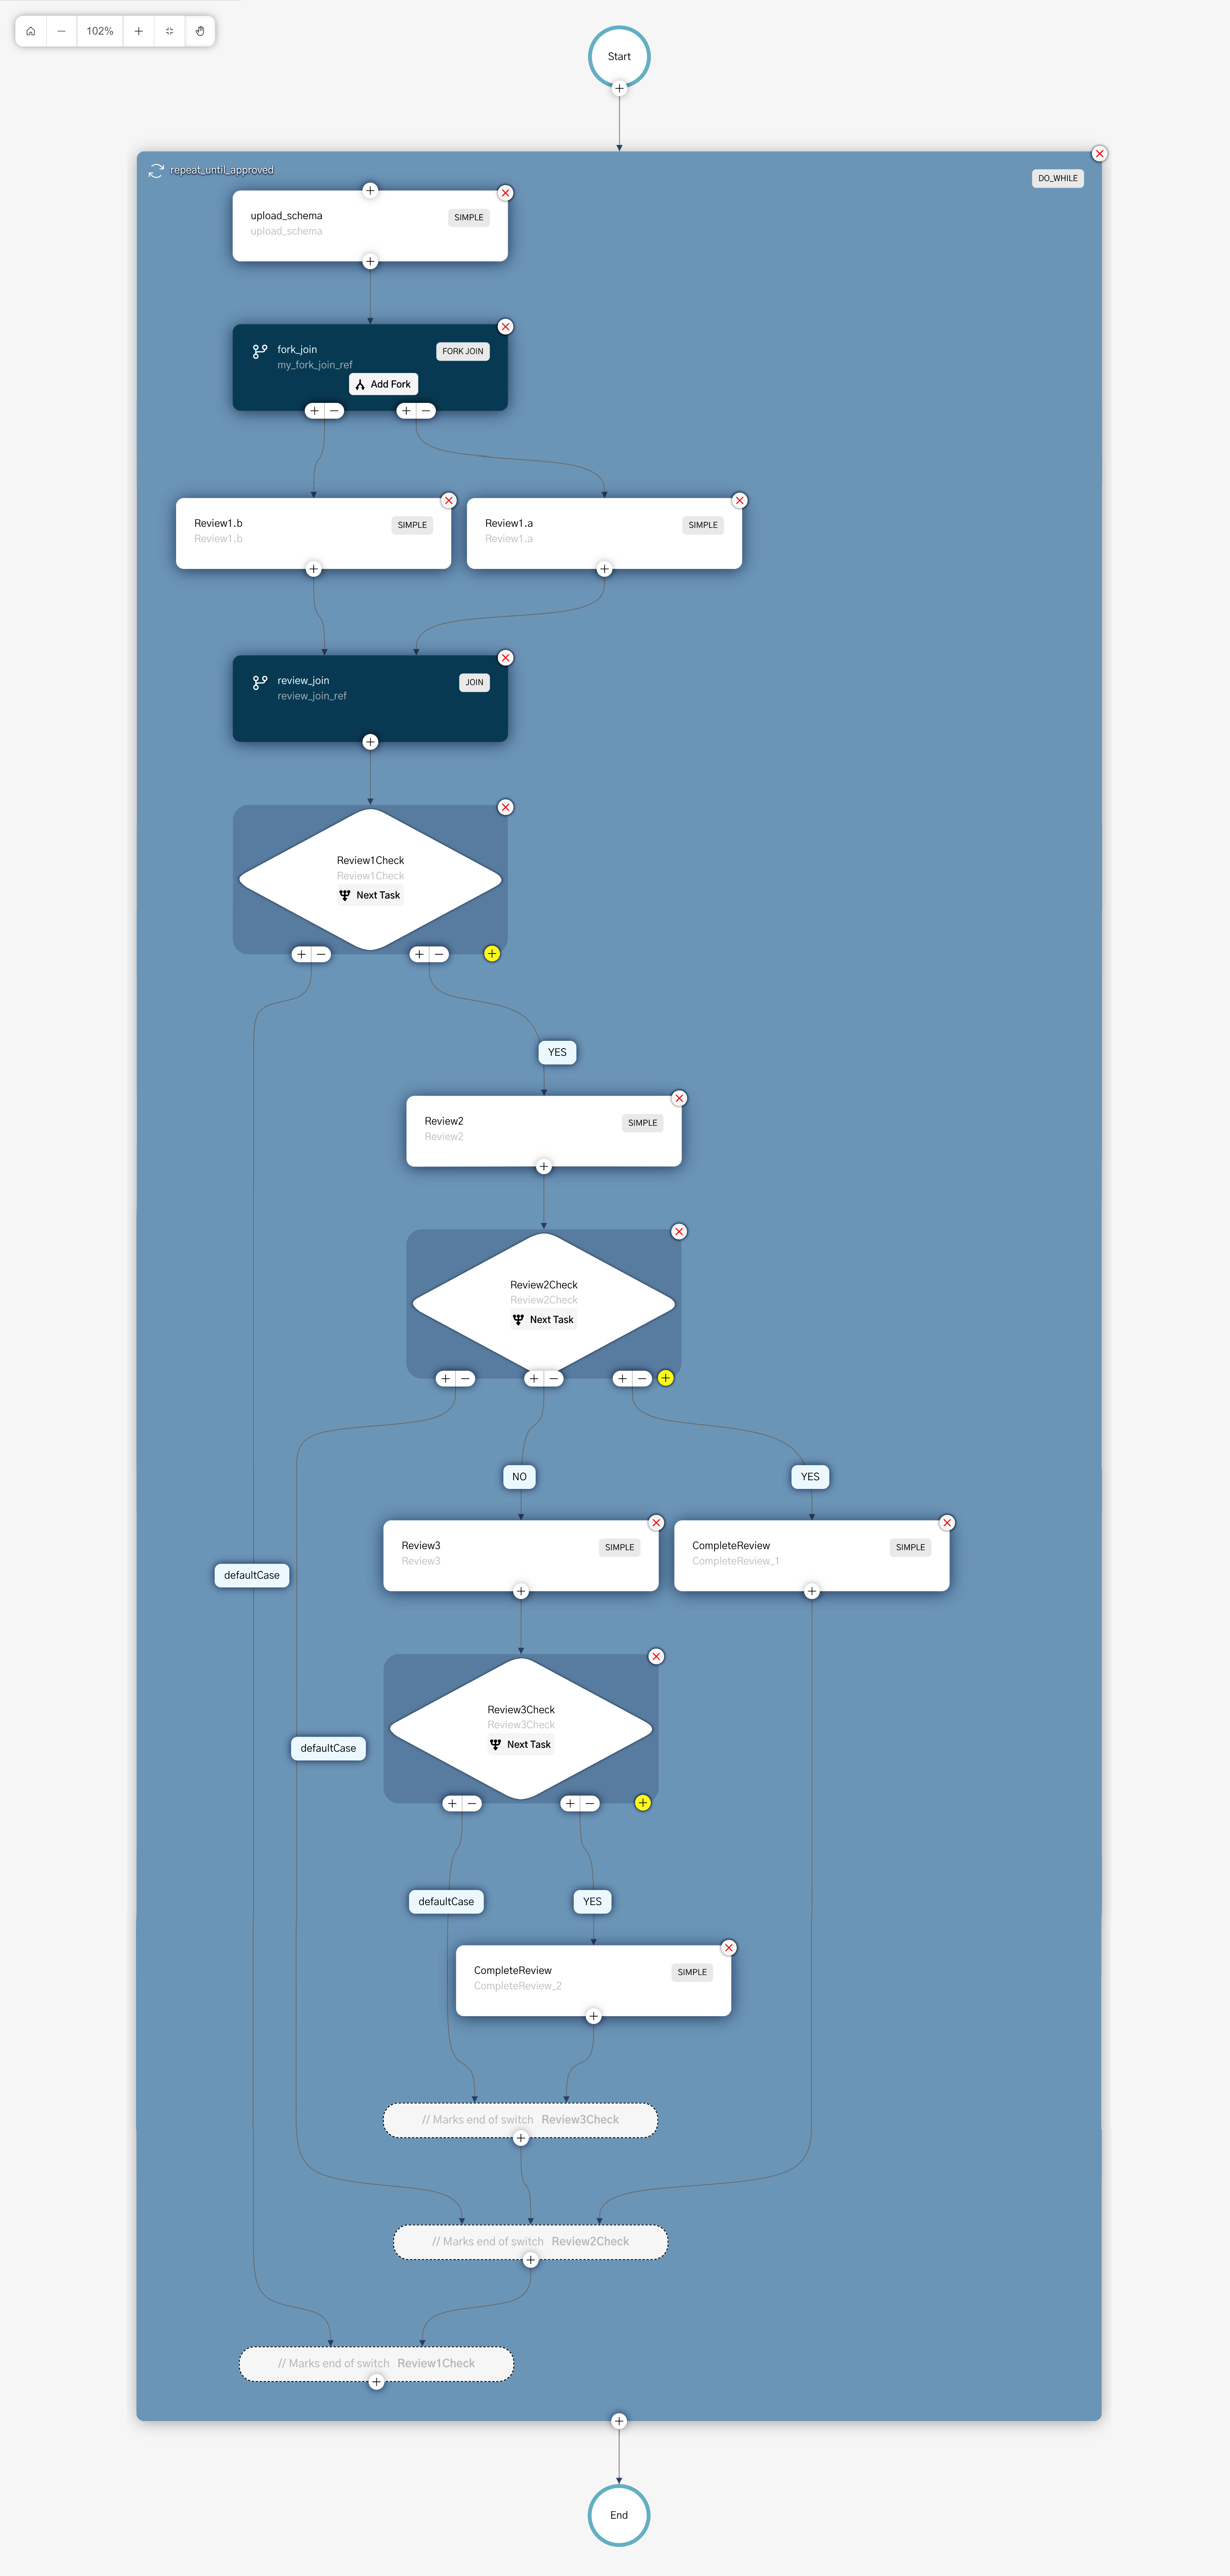 102%
Start
repeat_until_approved
DO_WHILE
upload_schema
SIMPLE
upload_schema
fork_join
FORK JOIN
my_fork_join_ref
Add Fork
Review1.b
SIMPLE
Review1.b
Review1.a
SIMPLE
Review1.a
review_join
JOIN
review_join_ref
Review1Check
Review1Check
Next Task
YES
Review2
SIMPLE
Review2
Review2Check
Review2Check
Next Task
NO
YES
Review3
SIMPLE
Review3
CompleteReview
SIMPLE
CompleteReview_1
defaultCase
Review3Check
Review3Check
Next Task
defaultCase
defaultCase
YES
CompleteReview
SIMPLE
CompleteReview_2
// Marks end of switch Review3Check
// Marks end of switch Review2Check
// Marks end of switch Review1Check
End